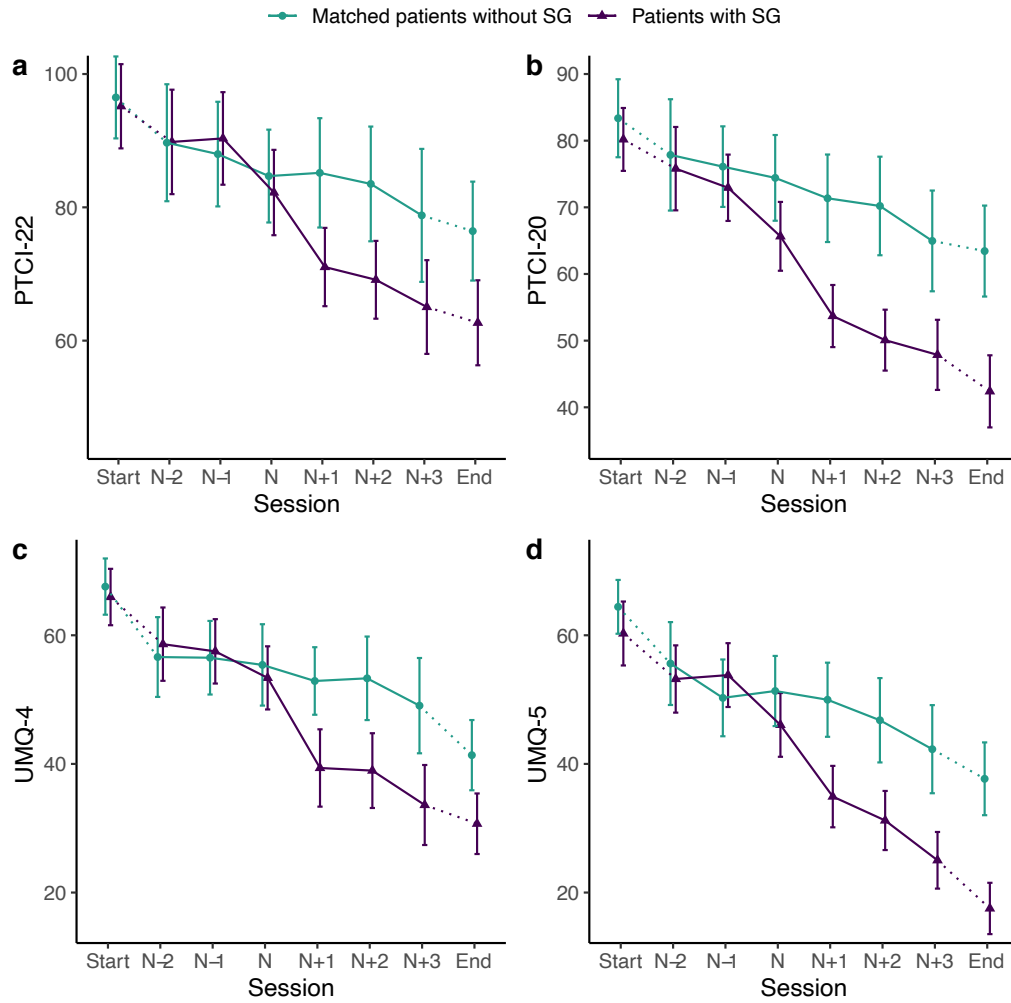 Matched patients without SG Patients with SG
a
100
80
60
PTCI-22
Start N−2 N−1 N N+1 N+2 N+3 End
Session
b
90
80
70
60
50
40
PTCI-20
Start N−2 N−1 N N+1 N+2 N+3 End
Session
c
60
40
20
UMQ-4
Start N−2 N−1 N N+1 N+2 N+3 End
Session
d
60
40
20
UMQ-5
Start N−2 N−1 N N+1 N+2 N+3 End
Session